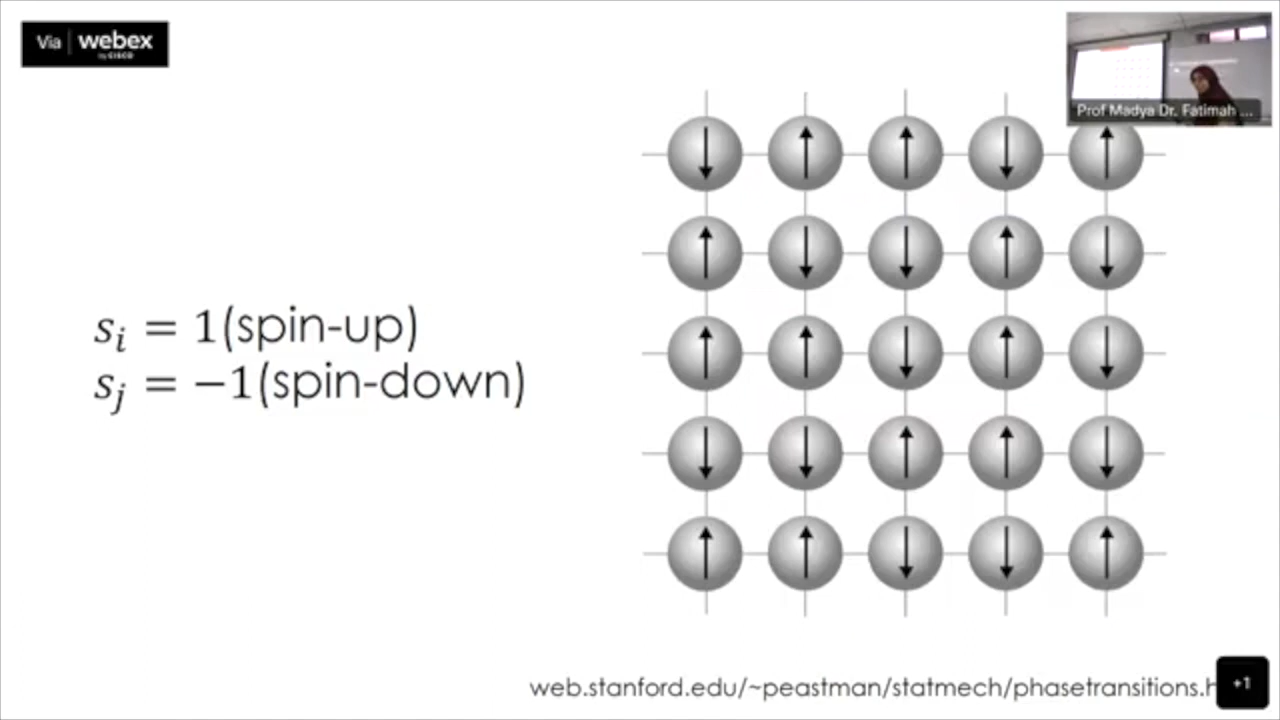 Via webex
by CISCO
Prof Madya Dr. Fatimah ...
s_i = 1(spin-up)
s_j = −1(spin-down)
web.stanford.edu/~peastman/statmech/phasetransitions.h
+1